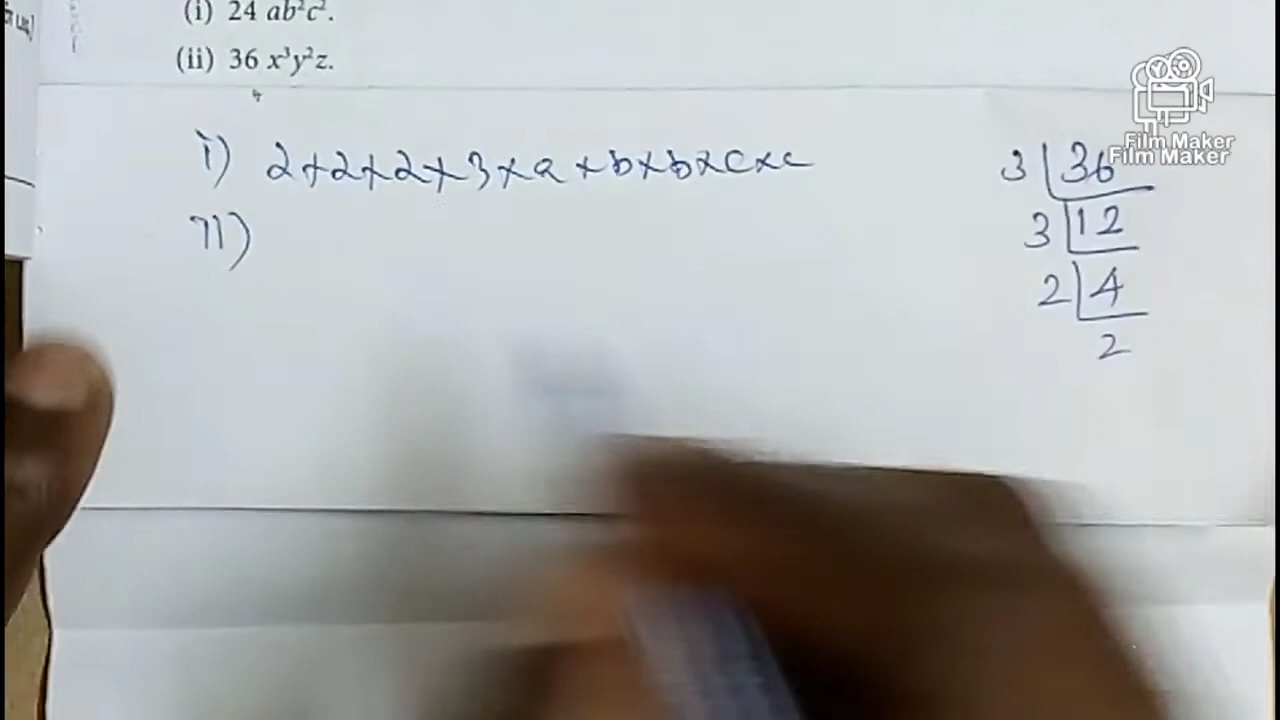 (i) 24 ab²c².
(ii) 36 x³y²z.
i) 2×2×2×3×a×b×b×c×c
ii)
3 | 36
3 | 12
2 | 4
2
Film Maker
Film Maker